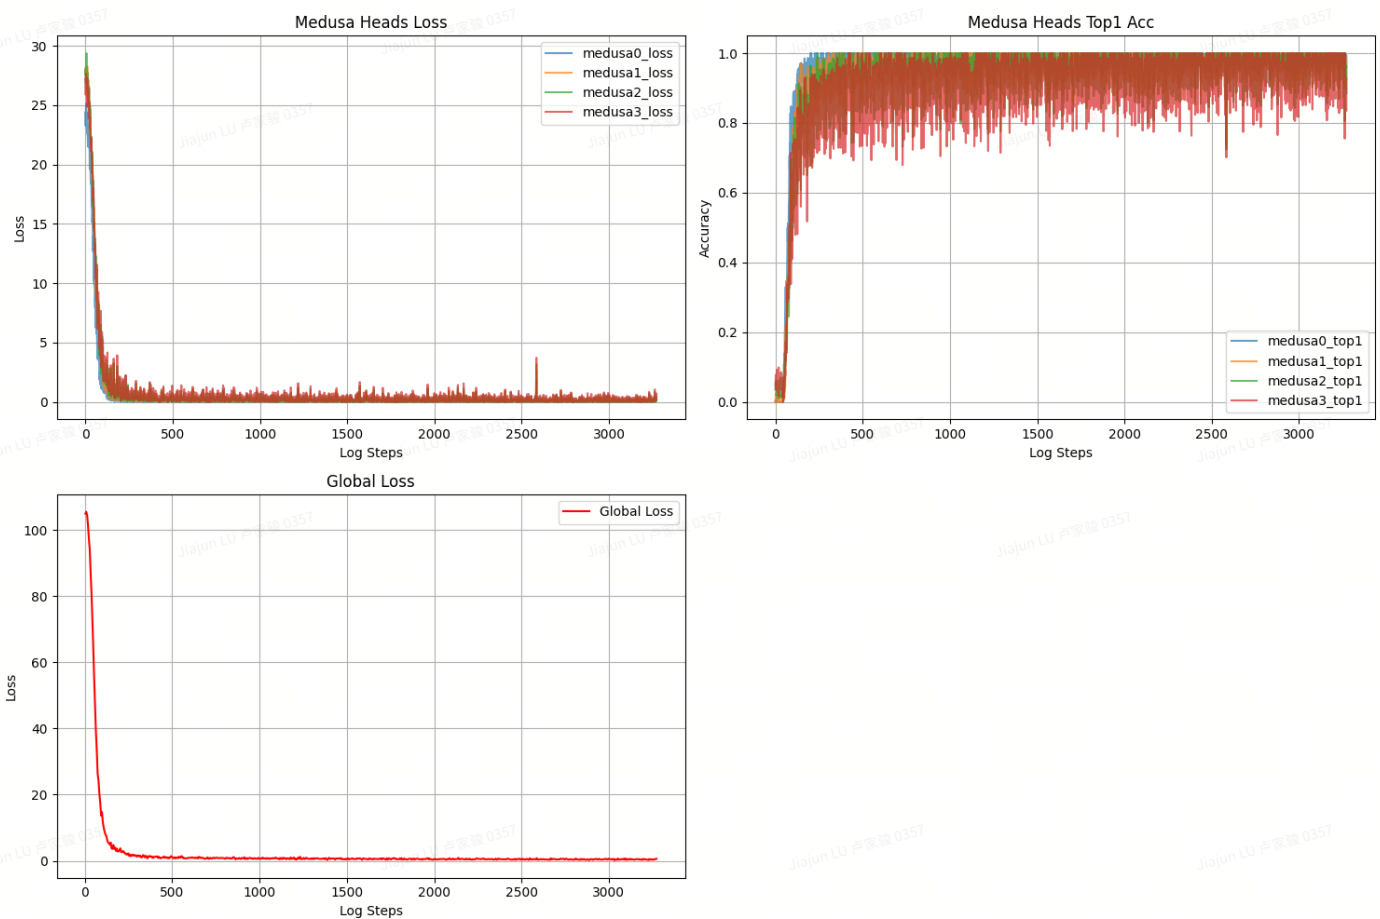 Medusa Heads Loss
30
25
20
15
10
5
0
Loss
medusa0_loss
medusa1_loss
medusa2_loss
medusa3_loss
0 500 1000 1500 2000 2500 3000
Log Steps
Medusa Heads Top1 Acc
1.0
0.8
0.6
0.4
0.2
0.0
Accuracy
medusa0_top1
medusa1_top1
medusa2_top1
medusa3_top1
0 500 1000 1500 2000 2500 3000
Log Steps
Global Loss
100
80
60
40
20
0
Loss
Global Loss
0 500 1000 1500 2000 2500 3000
Log Steps
Jiajun LU 卢家骏 0357